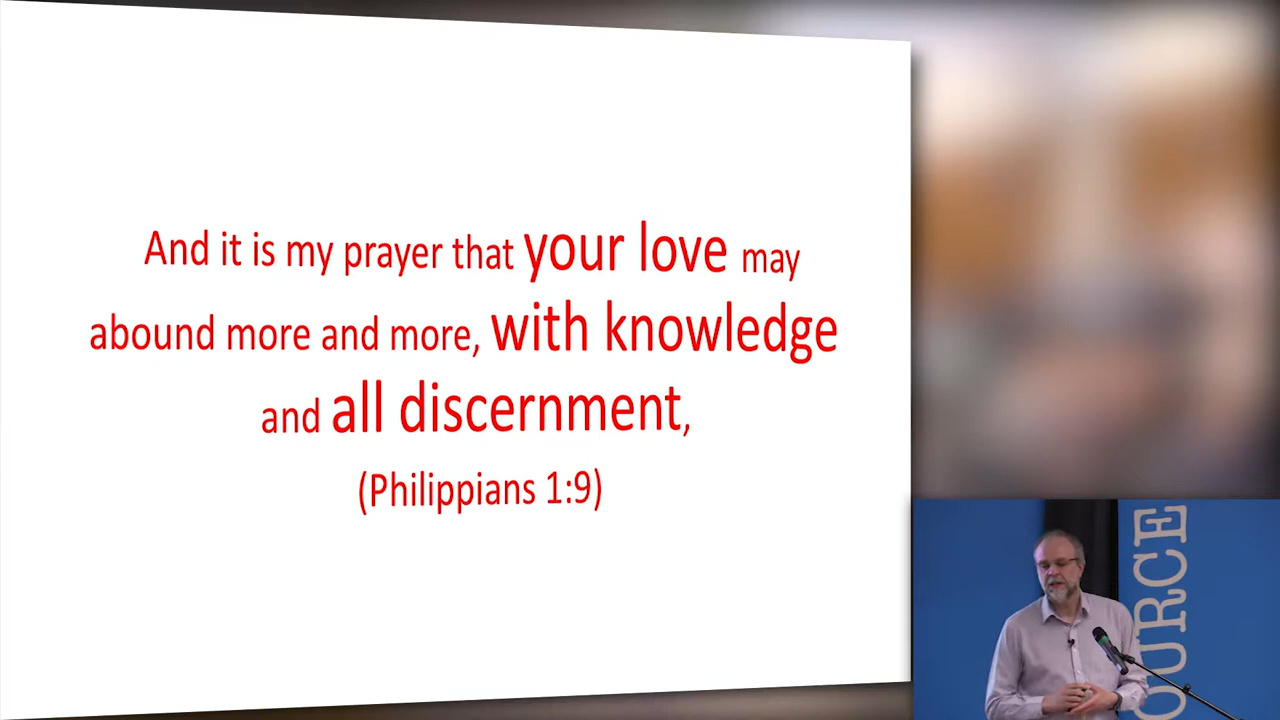 And it is my prayer that your love may
abound more and more, with knowledge
and all discernment,
(Philippians 1:9)
OURCE